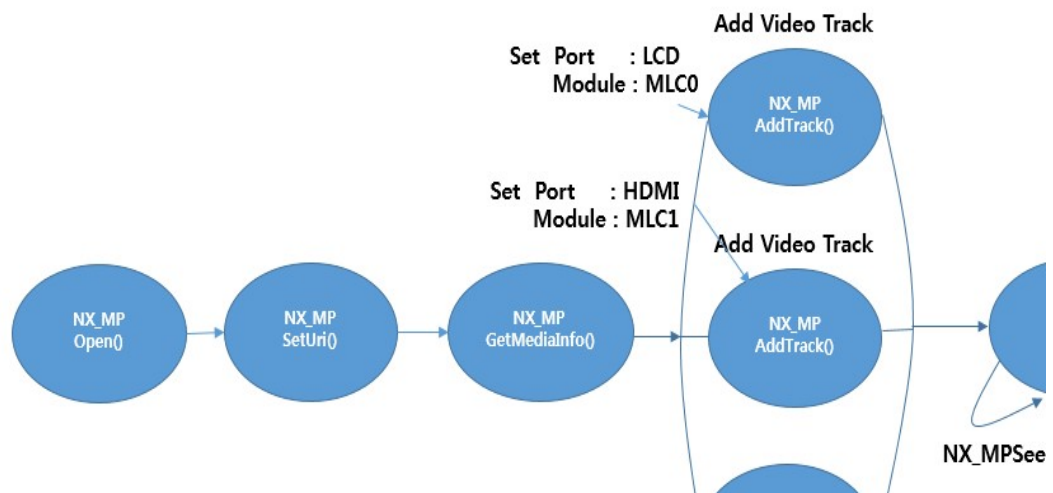 Add Video Track
Set Port : LCD
Module : MLC0
NX_MP
AddTrack()
Set Port : HDMI
Module : MLC1
Add Video Track
NX_MP
Open()
NX_MP
SetUri()
NX_MP
GetMediaInfo()
NX_MP
AddTrack()
NX_MPSee